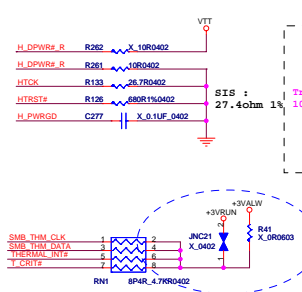 VTT
H_DPWR#_R R262 X_10R0402
H_DPWR#_R R261 10R0402
HTCK R133 26.7R0402
HTRST# R126 680R1%0402
H_PWRGD C277 X_0.1UF_0402
SIS :
27.4ohm 1%
+3VALW
+3VRUN
JNC21
X_0402
2
1
R41
X_0R0603
SMB_THM_CLK 1 2
SMB_THM_DATA 3 4
THERMAL_INT# 5 6
T_CRIT# 7 8
RN1 8P4R_4.7KR0402